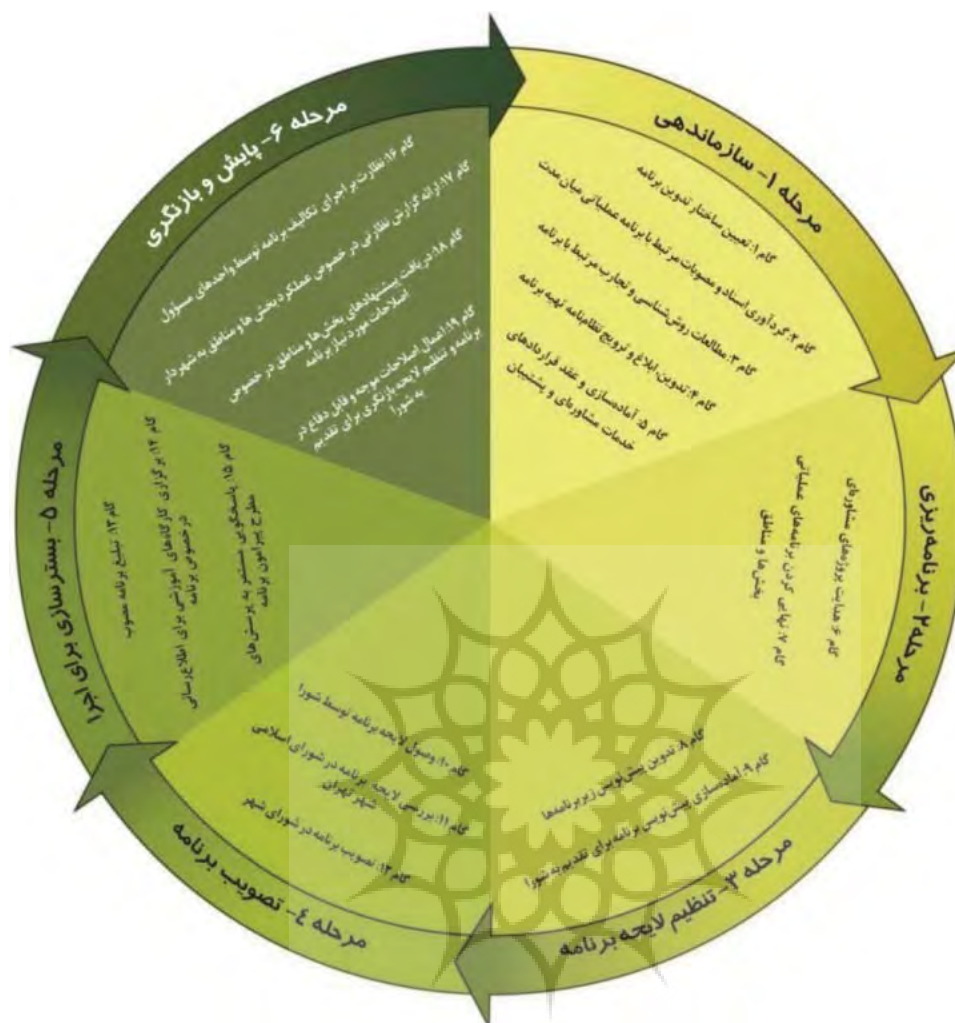 مرحله ۱- سازماندهی
گام ۱: تعیین ساختار تدوین برنامه
گام ۲: گردآوری اسناد و مصوبات مرتبط با برنامه عملیاتی میان مدت
گام ۳: مطالعات روش‌شناسی و تجارب مرتبط با برنامه
گام ۴: تدوین، ابلاغ و ترویج نظام‌نامه تهیه برنامه
گام ۵: آماده‌سازی و عقد قراردادهای
خدمات مشاوره‌ای و پشتیبان
مرحله ۲- برنامه‌ریزی
گام ۶: هدایت پروژه‌های مشاوره‌ای
گام ۷: نهایی کردن برنامه‌های عملیاتی
بخش‌ها و مناطق
مرحله ۳- تنظیم لایحه برنامه
گام ۸: تدوین پیش‌نویس زیربرنامه‌ها
گام ۹: آماده‌سازی پیش‌نویس برنامه برای تقدیم به شورا
مرحله ٤- تصویب برنامه
گام ۱۰: وصول لایحه برنامه توسط شورا
گام ۱۱: بررسی لایحه برنامه در شورای اسلامی
شهر تهران
گام ۱۲: تصویب برنامه در شورای شهر
مرحله ۵- بسترسازی برای اجرا
گام ۱۳: تبلیغ برنامه مصوب
گام ۱۴: برگزاری کارگاه‌های آموزشی برای اطلاع‌رسانی
در خصوص برنامه
گام ۱۵: پاسخگویی مستمر به پرسش‌های
مطرح پیرامون برنامه
مرحله ۶- پایش و بازنگری
گام ۱۶: نظارت بر اجرای تکالیف برنامه توسط واحدهای مسؤول
گام ۱۷: ارائه گزارش نظارتی در خصوص عملکرد بخش ها و مناطق به شهردار
گام ۱۸: دریافت پیشنهادهای بخش‌ها و مناطق در خصوص
اصلاحات مورد نیاز برنامه
گام ۱۹: اعمال اصلاحات موجه و قابل دفاع در
برنامه و تنظیم لایحه بازنگری برای تقدیم
به شورا